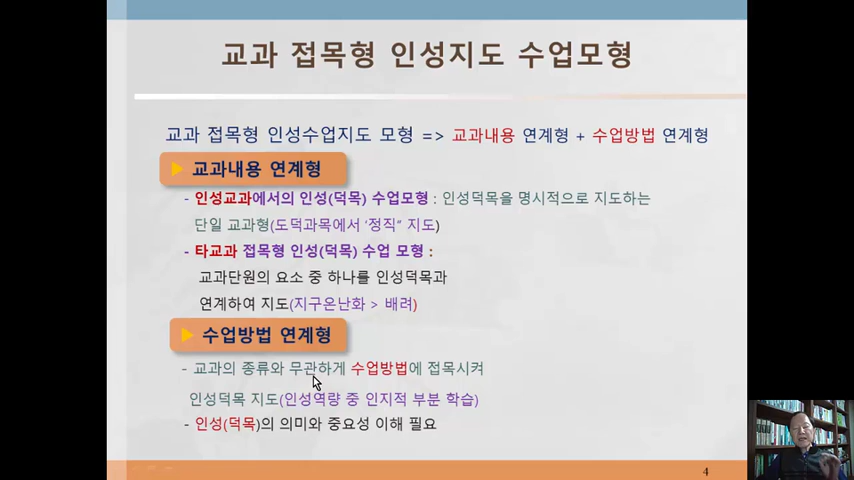 교과 접목형 인성지도 수업모형
교과 접목형 인성수업지도 모형 => 교과내용 연계형 + 수업방법 연계형
교과내용 연계형
- 인성교과에서의 인성(덕목) 수업모형 : 인성덕목을 명시적으로 지도하는
단일 교과형(도덕과목에서 ‘정직” 지도)
- 타교과 접목형 인성(덕목) 수업 모형 :
교과단원의 요소 중 하나를 인성덕목과
연계하여 지도(지구온난화 > 배려)
수업방법 연계형
- 교과의 종류와 무관하게 수업방법에 접목시켜
인성덕목 지도(인성역량 중 인지적 부분 학습)
- 인성(덕목)의 의미와 중요성 이해 필요
4